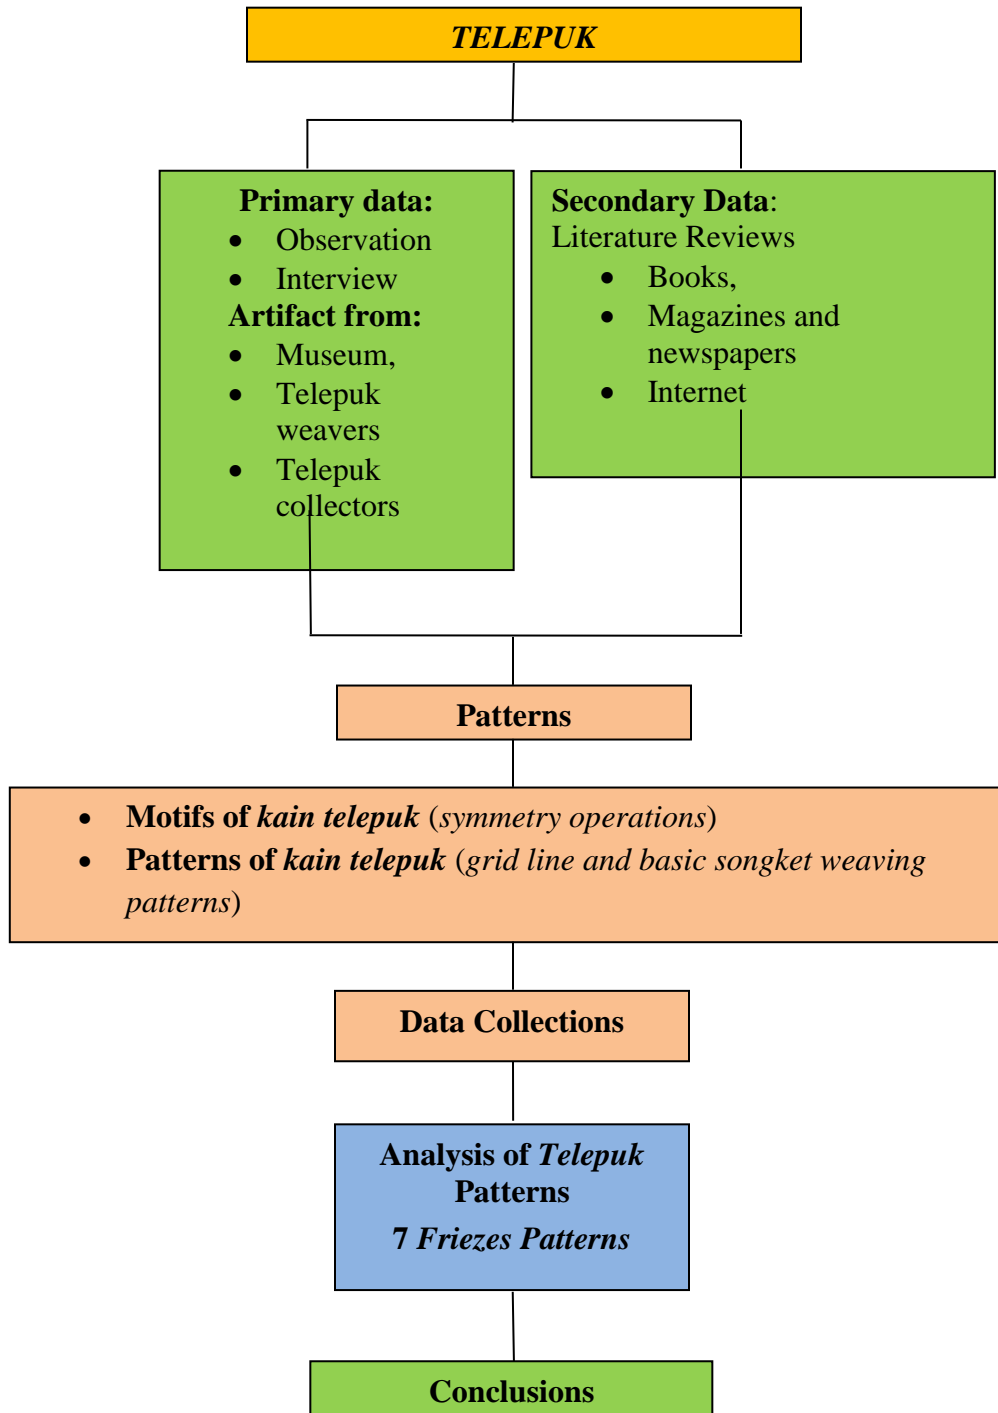 TELEPUK
Primary data:
• Observation
• Interview
Artifact from:
• Museum,
• Telepuk
weavers
• Telepuk
collectors
Secondary Data:
Literature Reviews
• Books,
• Magazines and
newspapers
• Internet
Patterns
• Motifs of kain telepuk (symmetry operations)
• Patterns of kain telepuk (grid line and basic songket weaving
patterns)
Data Collections
Analysis of Telepuk
Patterns
7 Friezes Patterns
Conclusions